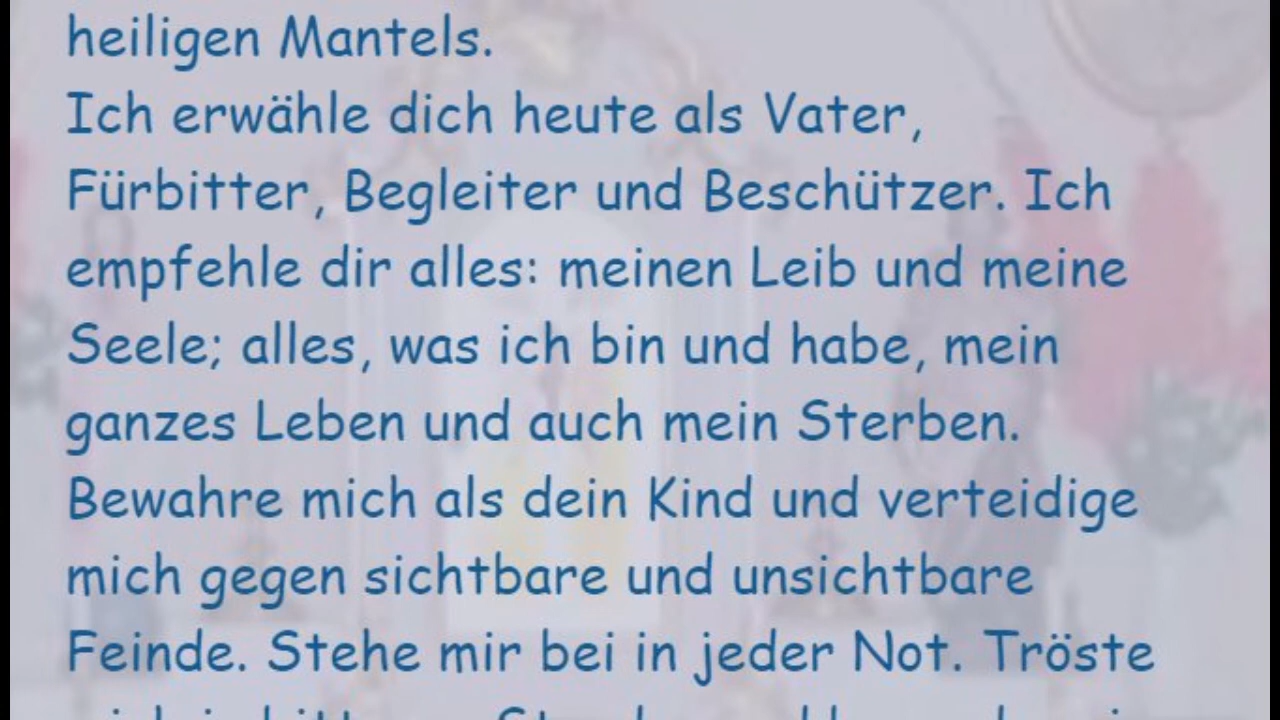 heiligen Mantels.
Ich erwähle dich heute als Vater,
Fürbitter, Begleiter und Beschützer. Ich
empfehle dir alles: meinen Leib und meine
Seele; alles, was ich bin und habe, mein
ganzes Leben und auch mein Sterben.
Bewahre mich als dein Kind und verteidige
mich gegen sichtbare und unsichtbare
Feinde. Stehe mir bei in jeder Not. Tröste